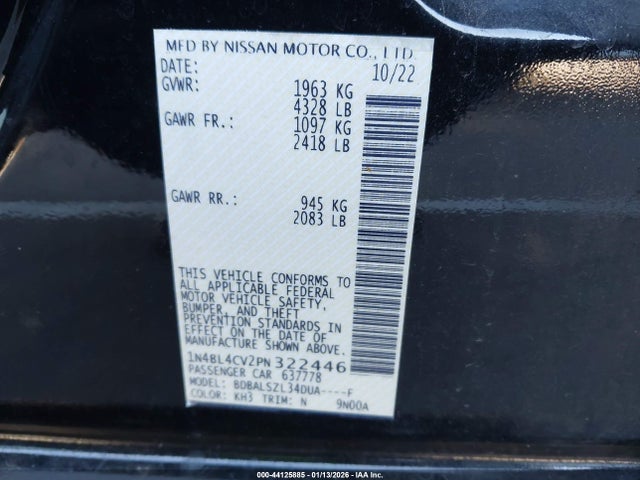 MFD BY NISSAN MOTOR CO., LTD.
DATE: 10/22
GVWR: 1963 KG
4328 LB
GAWR FR.: 1097 KG
2418 LB
GAWR RR.: 945 KG
2083 LB
THIS VEHICLE CONFORMS TO
ALL APPLICABLE FEDERAL
MOTOR VEHICLE SAFETY,
BUMPER, AND THEFT
PREVENTION STANDARDS IN
EFFECT ON THE DATE OF
MANUFACTURE SHOWN ABOVE.
1N4BL4CV2PN322446
PASSENGER CAR 637778
MODEL: BDBALSZL34DUA----F
COLOR: KH3 TRIM: N 9N00A
000-44125885 - 01/13/2026 - IAA Inc.